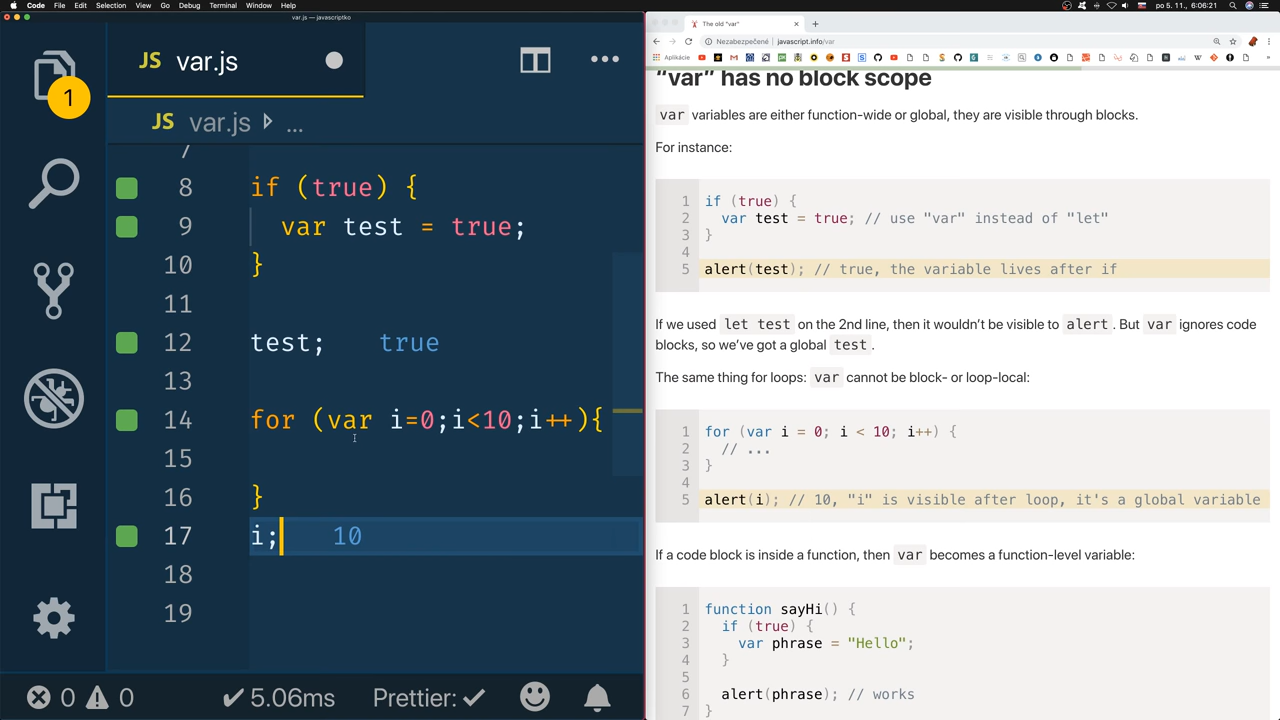 Code File Edit Selection View Go Debug Terminal Window Help
po 5. 11., 6:06:21
var.js — javascriptko
JS var.js
1
JS var.js ...
7
8 if (true) {
9 var test = true;
10 }
11
12 test; true
13
14 for (var i=0;i<10;i++){
15
16 }
17 i; 10
18
19
0 0 ✓ 5.06ms Prettier: ✓
The old "var"
Nezabezpečené javascript.info/var
Aplikácie
“var” has no block scope
var variables are either function-wide or global, they are visible through blocks.
For instance:
1 if (true) {
2 var test = true; // use "var" instead of "let"
3 }
4
5 alert(test); // true, the variable lives after if
If we used let test on the 2nd line, then it wouldn’t be visible to alert. But var ignores code
blocks, so we’ve got a global test.
The same thing for loops: var cannot be block- or loop-local:
1 for (var i = 0; i < 10; i++) {
2 // ...
3 }
4
5 alert(i); // 10, "i" is visible after loop, it's a global variable
If a code block is inside a function, then var becomes a function-level variable:
1 function sayHi() {
2 if (true) {
3 var phrase = "Hello";
4 }
5
6 alert(phrase); // works
7 }